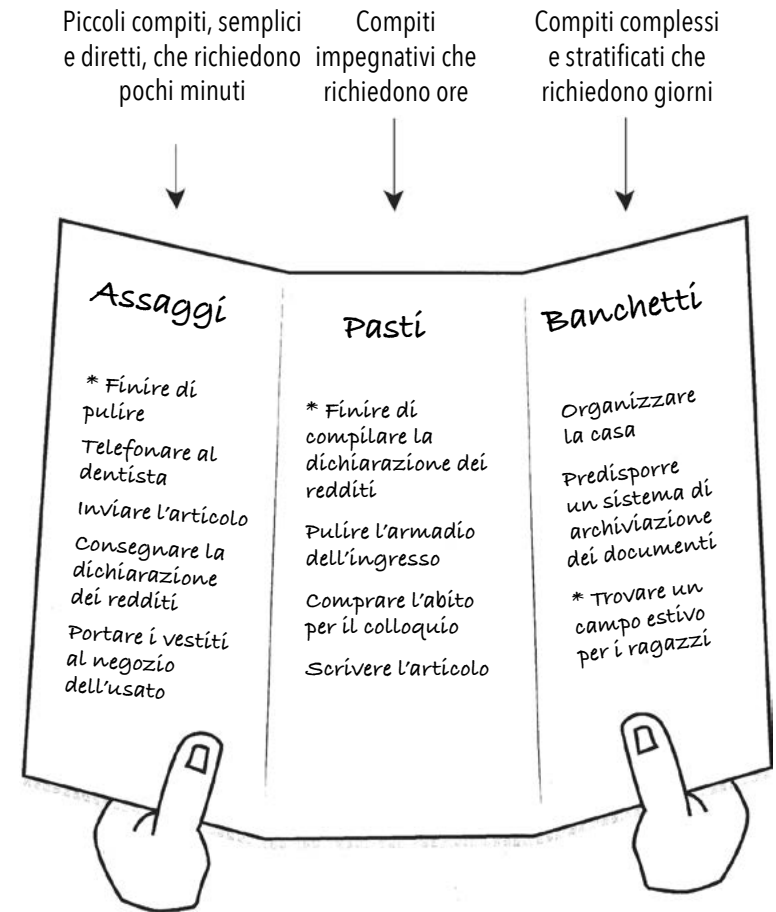 Piccoli compiti, semplici
e diretti, che richiedono
pochi minuti
Compiti
impegnativi che
richiedono ore
Compiti complessi
e stratificati che
richiedono giorni
Assaggi
* Finire di
pulire
Telefonare al
dentista
Inviare l'articolo
Consegnare la
dichiarazione
dei redditi
Portare i vestiti
al negozio
dell'usato
Pasti
* Finire di
compilare la
dichiarazione dei
redditi
Pulire l'armadio
dell'ingresso
Comprare l'abito
per il colloquio
Scrivere l'articolo
Banchetti
Organizzare
la casa
Predisporre
un sistema di
archiviazione
dei documenti
* Trovare un
campo estivo
per i ragazzi